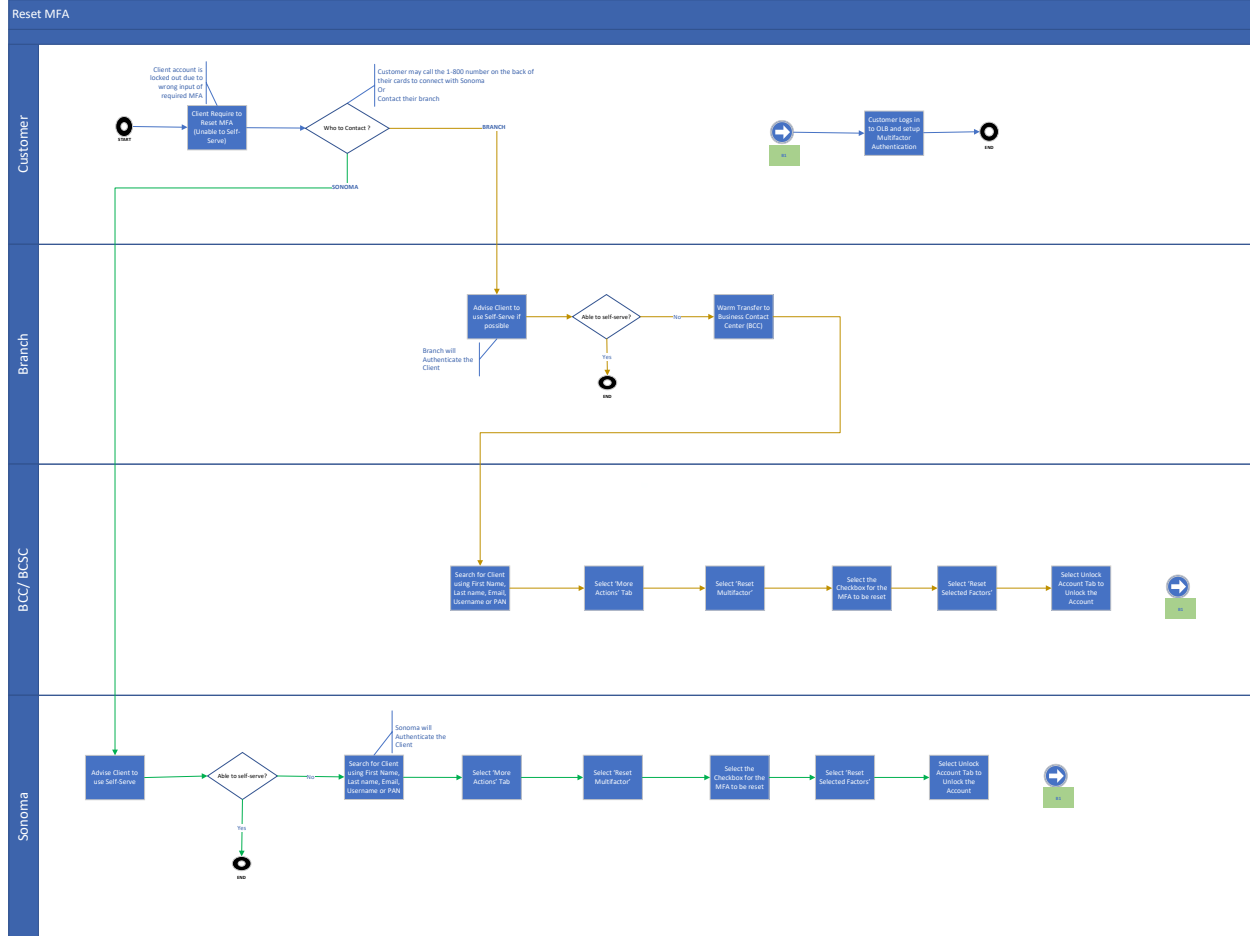 Reset MFA
Customer
Client account is
locked out due to
wrong input of
required MFA
Customer may call the 1-800 number on the back of
their cards to connect with Sonoma
Or
Contact their branch
START
Client Require to
Reset MFA
(Unable to Self-
Serve)
Who to Contact ?
BRANCH
SONOMA
Customer Logs in
to OLB and setup
Multifactor
Authentication
END
Branch
Advise Client to
use Self-Serve if
possible
Branch will
Authenticate the
Client
Able to self-serve?
No
Yes
END
Warm Transfer to
Business Contact
Center (BCC)
BCC/ BCSC
Search for Client
using First Name,
Last name, Email,
Username or PAN
Select 'More
Actions' Tab
Select 'Reset
Multifactor'
Select the
Checkbox for the
MFA to be reset
Select 'Reset
Selected Factors'
Select Unlock
Account Tab to
Unlock the
Account
Sonoma
Advise Client to
use Self-Serve
Able to self-serve?
No
Yes
END
Sonoma will
Authenticate the
Client
Search for Client
using First Name,
Last name, Email,
Username or PAN
Select 'More
Actions' Tab
Select 'Reset
Multifactor'
Select the
Checkbox for the
MFA to be reset
Select 'Reset
Selected Factors'
Select Unlock
Account Tab to
Unlock the
Account